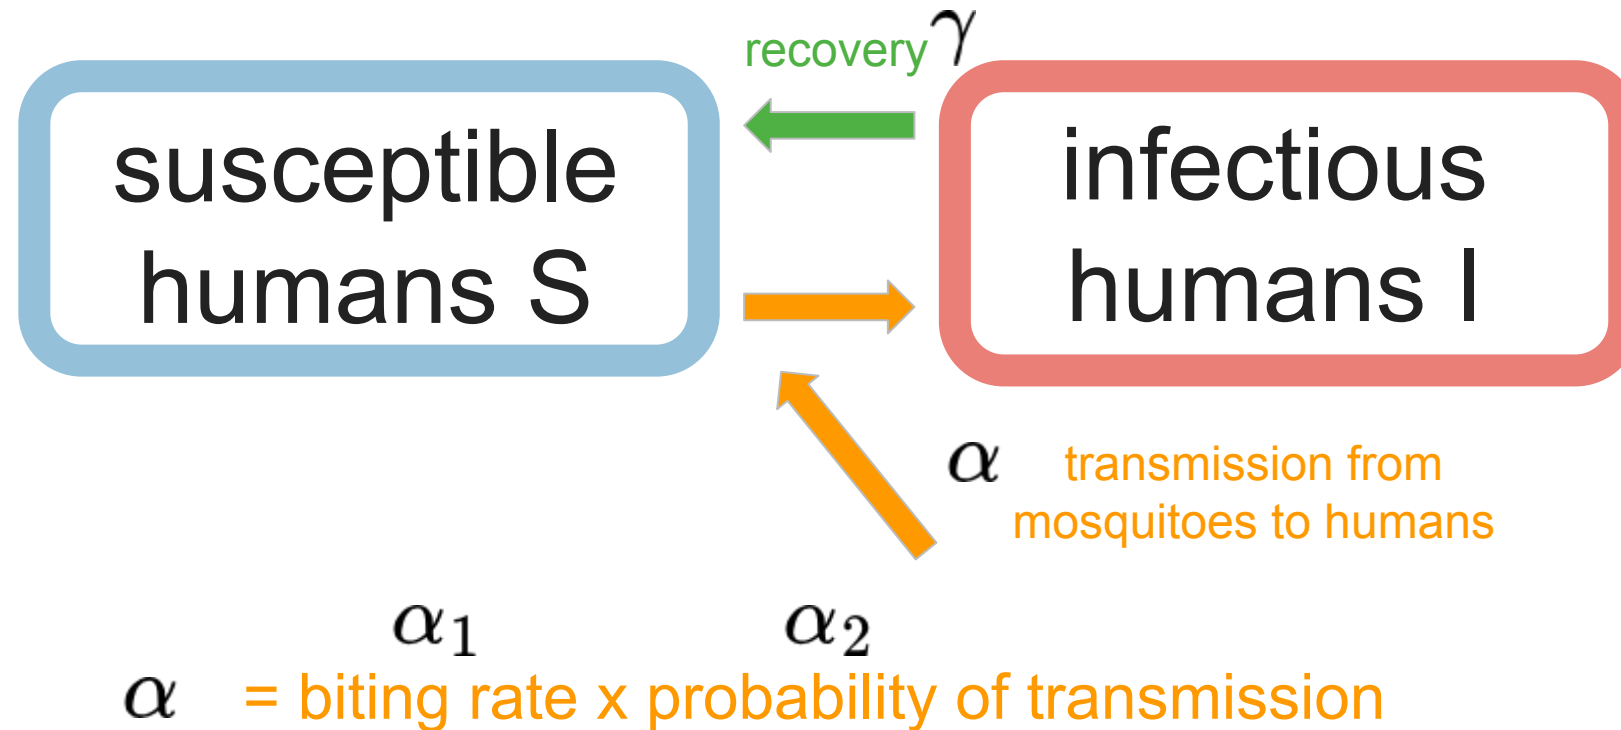 recovery γ
susceptible
humans S
infectious
humans I
α transmission from
mosquitoes to humans
α₁ α₂
α = biting rate x probability of transmission